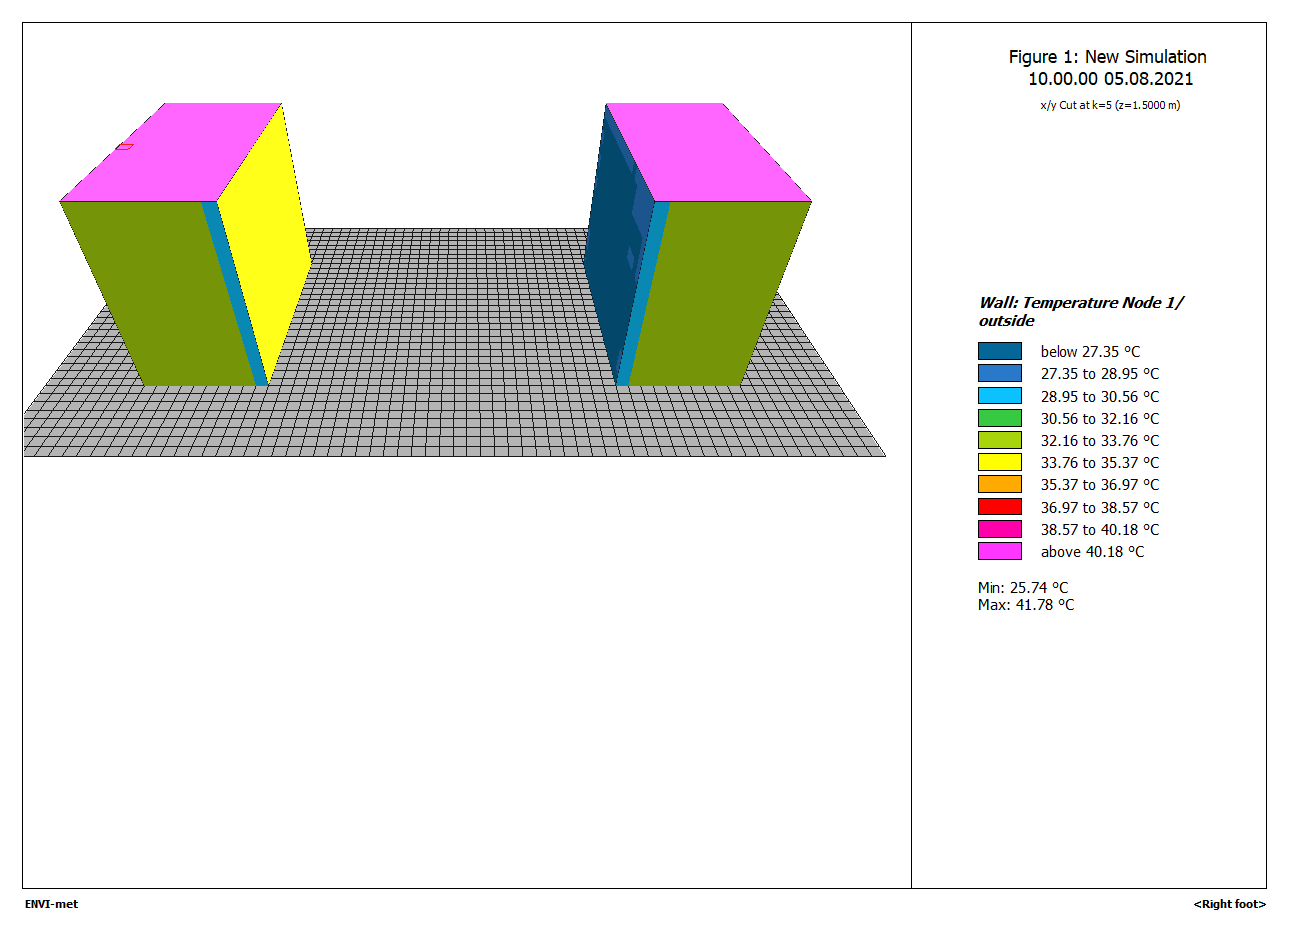 Figure 1: New Simulation
10.00.00 05.08.2021
x/y Cut at k=5 (z=1.5000 m)
Wall: Temperature Node 1/
outside
below 27.35 °C
27.35 to 28.95 °C
28.95 to 30.56 °C
30.56 to 32.16 °C
32.16 to 33.76 °C
33.76 to 35.37 °C
35.37 to 36.97 °C
36.97 to 38.57 °C
38.57 to 40.18 °C
above 40.18 °C
Min: 25.74 °C
Max: 41.78 °C
ENVI-met
<Right foot>